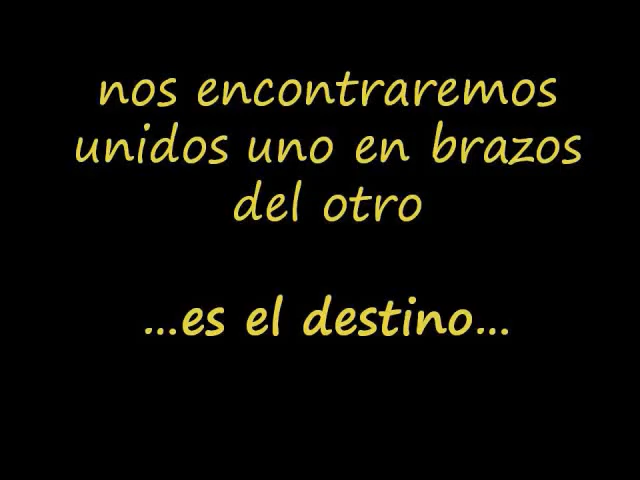 nos encontraremos
unidos uno en brazos
del otro
...es el destino...